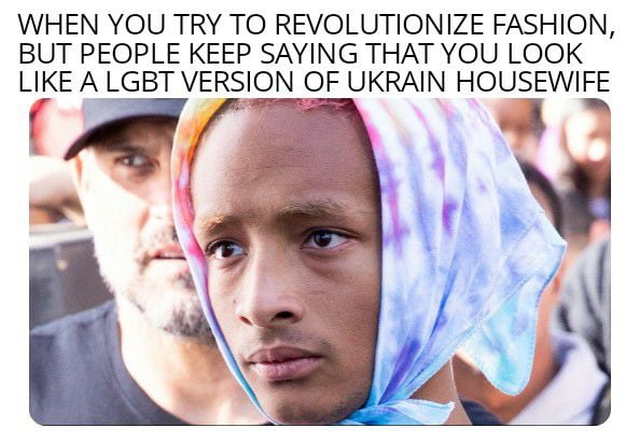 WHEN YOU TRY TO REVOLUTIONIZE FASHION,
BUT PEOPLE KEEP SAYING THAT YOU LOOK
LIKE A LGBT VERSION OF UKRAIN HOUSEWIFE